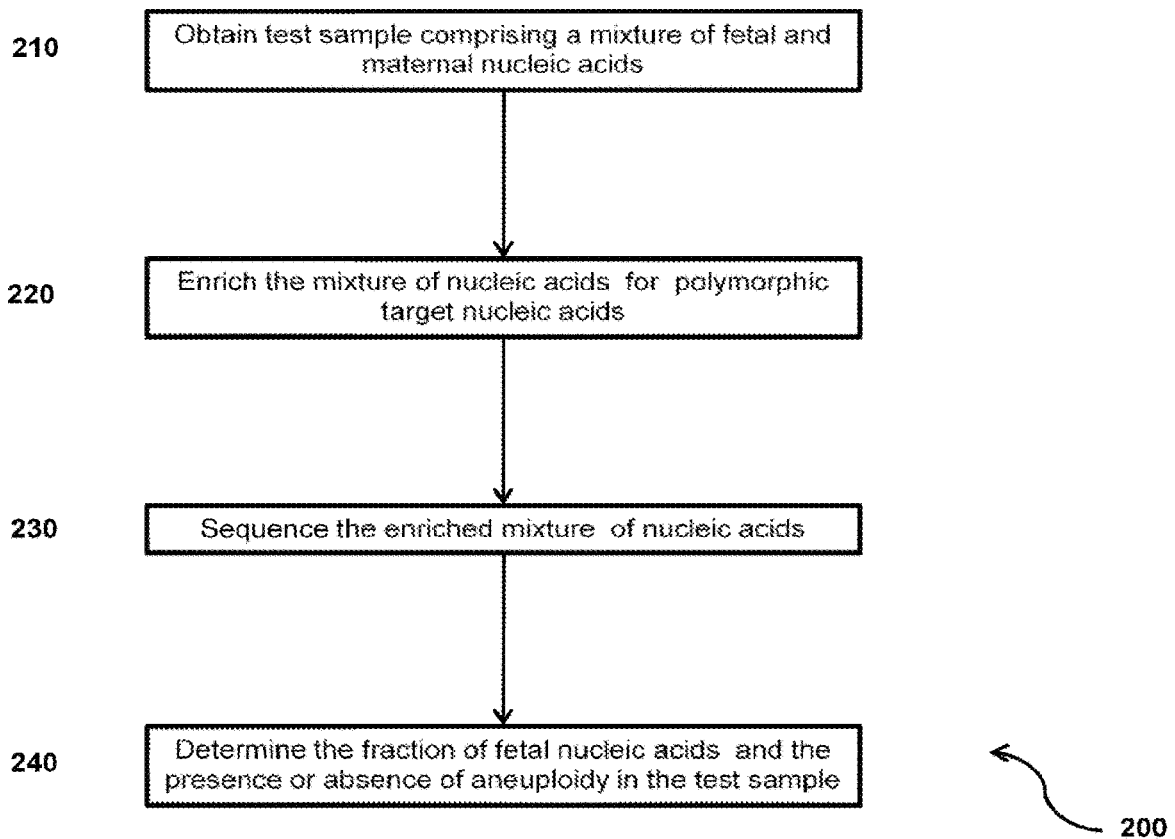 210
Obtain test sample comprising a mixture of fetal and
maternal nucleic acids
220
Enrich the mixture of nucleic acids for polymorphic
target nucleic acids
230
Sequence the enriched mixture of nucleic acids
240
Determine the fraction of fetal nucleic acids and the
presence or absence of aneuploidy in the test sample
200